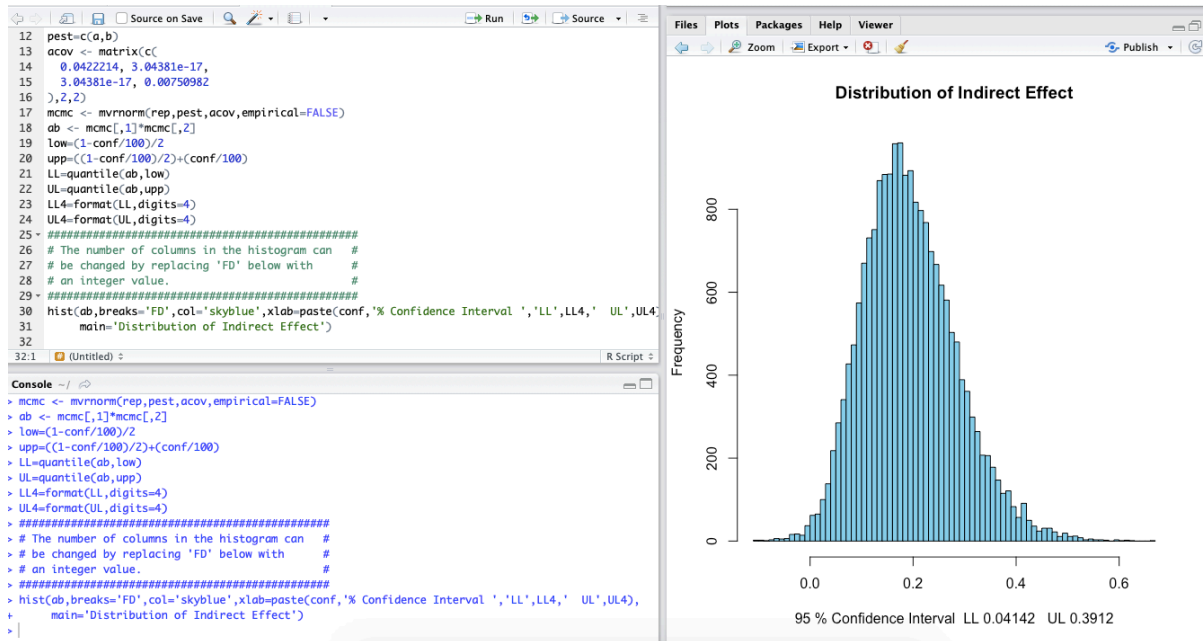 Source on Save
Run
Source
12 pest=c(a,b)
13 acov <- matrix(c(
14 0.0422214, 3.04381e-17,
15 3.04381e-17, 0.00750982
16 ),2,2)
17 mcmc <- mvrnorm(rep,pest,acov,empirical=FALSE)
18 ab <- mcmc[,1]*mcmc[,2]
19 low=(1-conf/100)/2
20 upp=((1-conf/100)/2)+(conf/100)
21 LL=quantile(ab,low)
22 UL=quantile(ab,upp)
23 LL4=format(LL,digits=4)
24 UL4=format(UL,digits=4)
25 ################################################
26 # The number of columns in the histogram can   #
27 # be changed by replacing 'FD' below with      #
28 # an integer value.                            #
29 ################################################
30 hist(ab,breaks='FD',col='skyblue',xlab=paste(conf,'% Confidence Interval ','LL',LL4,'  UL',UL4)
31      main='Distribution of Indirect Effect')
32
32:1 (Untitled) R Script
Console ~/
> mcmc <- mvrnorm(rep,pest,acov,empirical=FALSE)
> ab <- mcmc[,1]*mcmc[,2]
> low=(1-conf/100)/2
> upp=((1-conf/100)/2)+(conf/100)
> LL=quantile(ab,low)
> UL=quantile(ab,upp)
> LL4=format(LL,digits=4)
> UL4=format(UL,digits=4)
> ################################################
> # The number of columns in the histogram can   #
> # be changed by replacing 'FD' below with      #
> # an integer value.                            #
> ################################################
> hist(ab,breaks='FD',col='skyblue',xlab=paste(conf,'% Confidence Interval ','LL',LL4,'  UL',UL4),
+      main='Distribution of Indirect Effect')
>
Files Plots Packages Help Viewer
Zoom Export Publish
Distribution of Indirect Effect
Frequency
800
600
400
200
0
0.0 0.2 0.4 0.6
95 % Confidence Interval  LL 0.04142   UL 0.3912